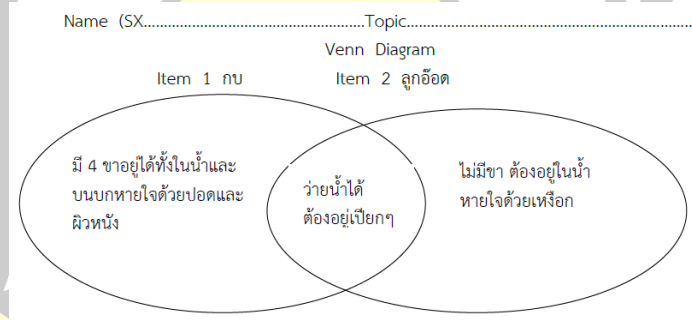 Name (SX......................................................Topic......................................................................
Venn Diagram
Item 1 กบ Item 2 ลูกอ๊อด
มี 4 ขาอยู่ได้ทั้งในน้ำและ
บนบกหายใจด้วยปอดและ
ผิวหนัง
ว่ายน้ำได้
ต้องอยู่เปียกๆ
ไม่มีขา ต้องอยู่ในน้ำ
หายใจด้วยเหงือก